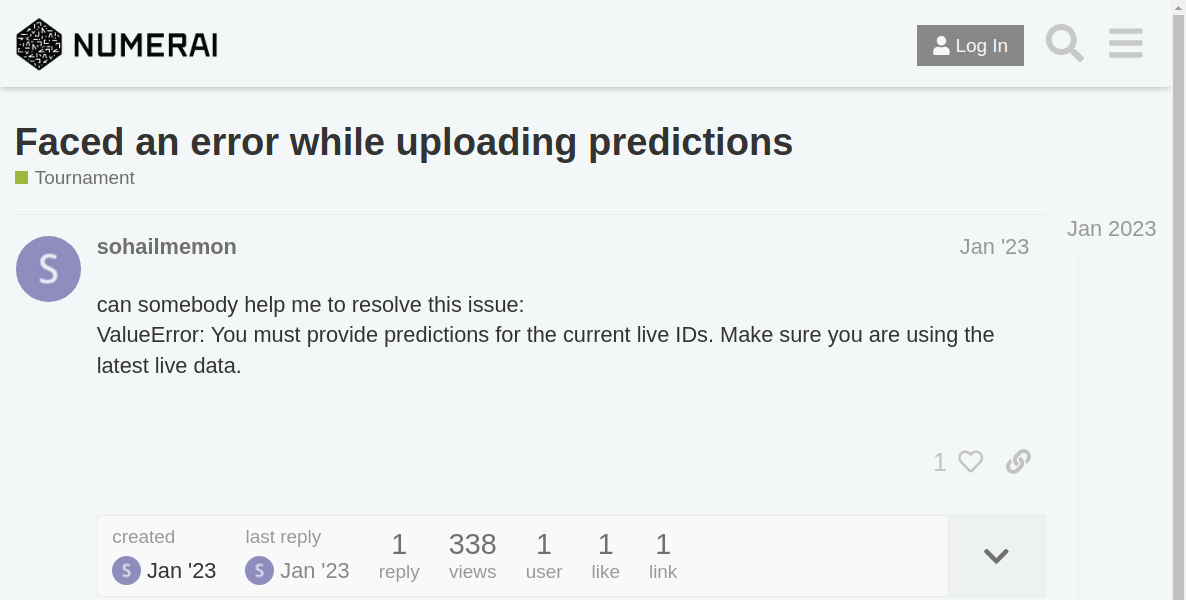 NUMERAI
Log In
Faced an error while uploading predictions
Tournament
Jan 2023
S
sohailmemon
Jan '23
can somebody help me to resolve this issue:
ValueError: You must provide predictions for the current live IDs. Make sure you are using the
latest live data.
1
created
last reply
1
338
1
1
1
S Jan '23
S Jan '23
reply
views
user
like
link